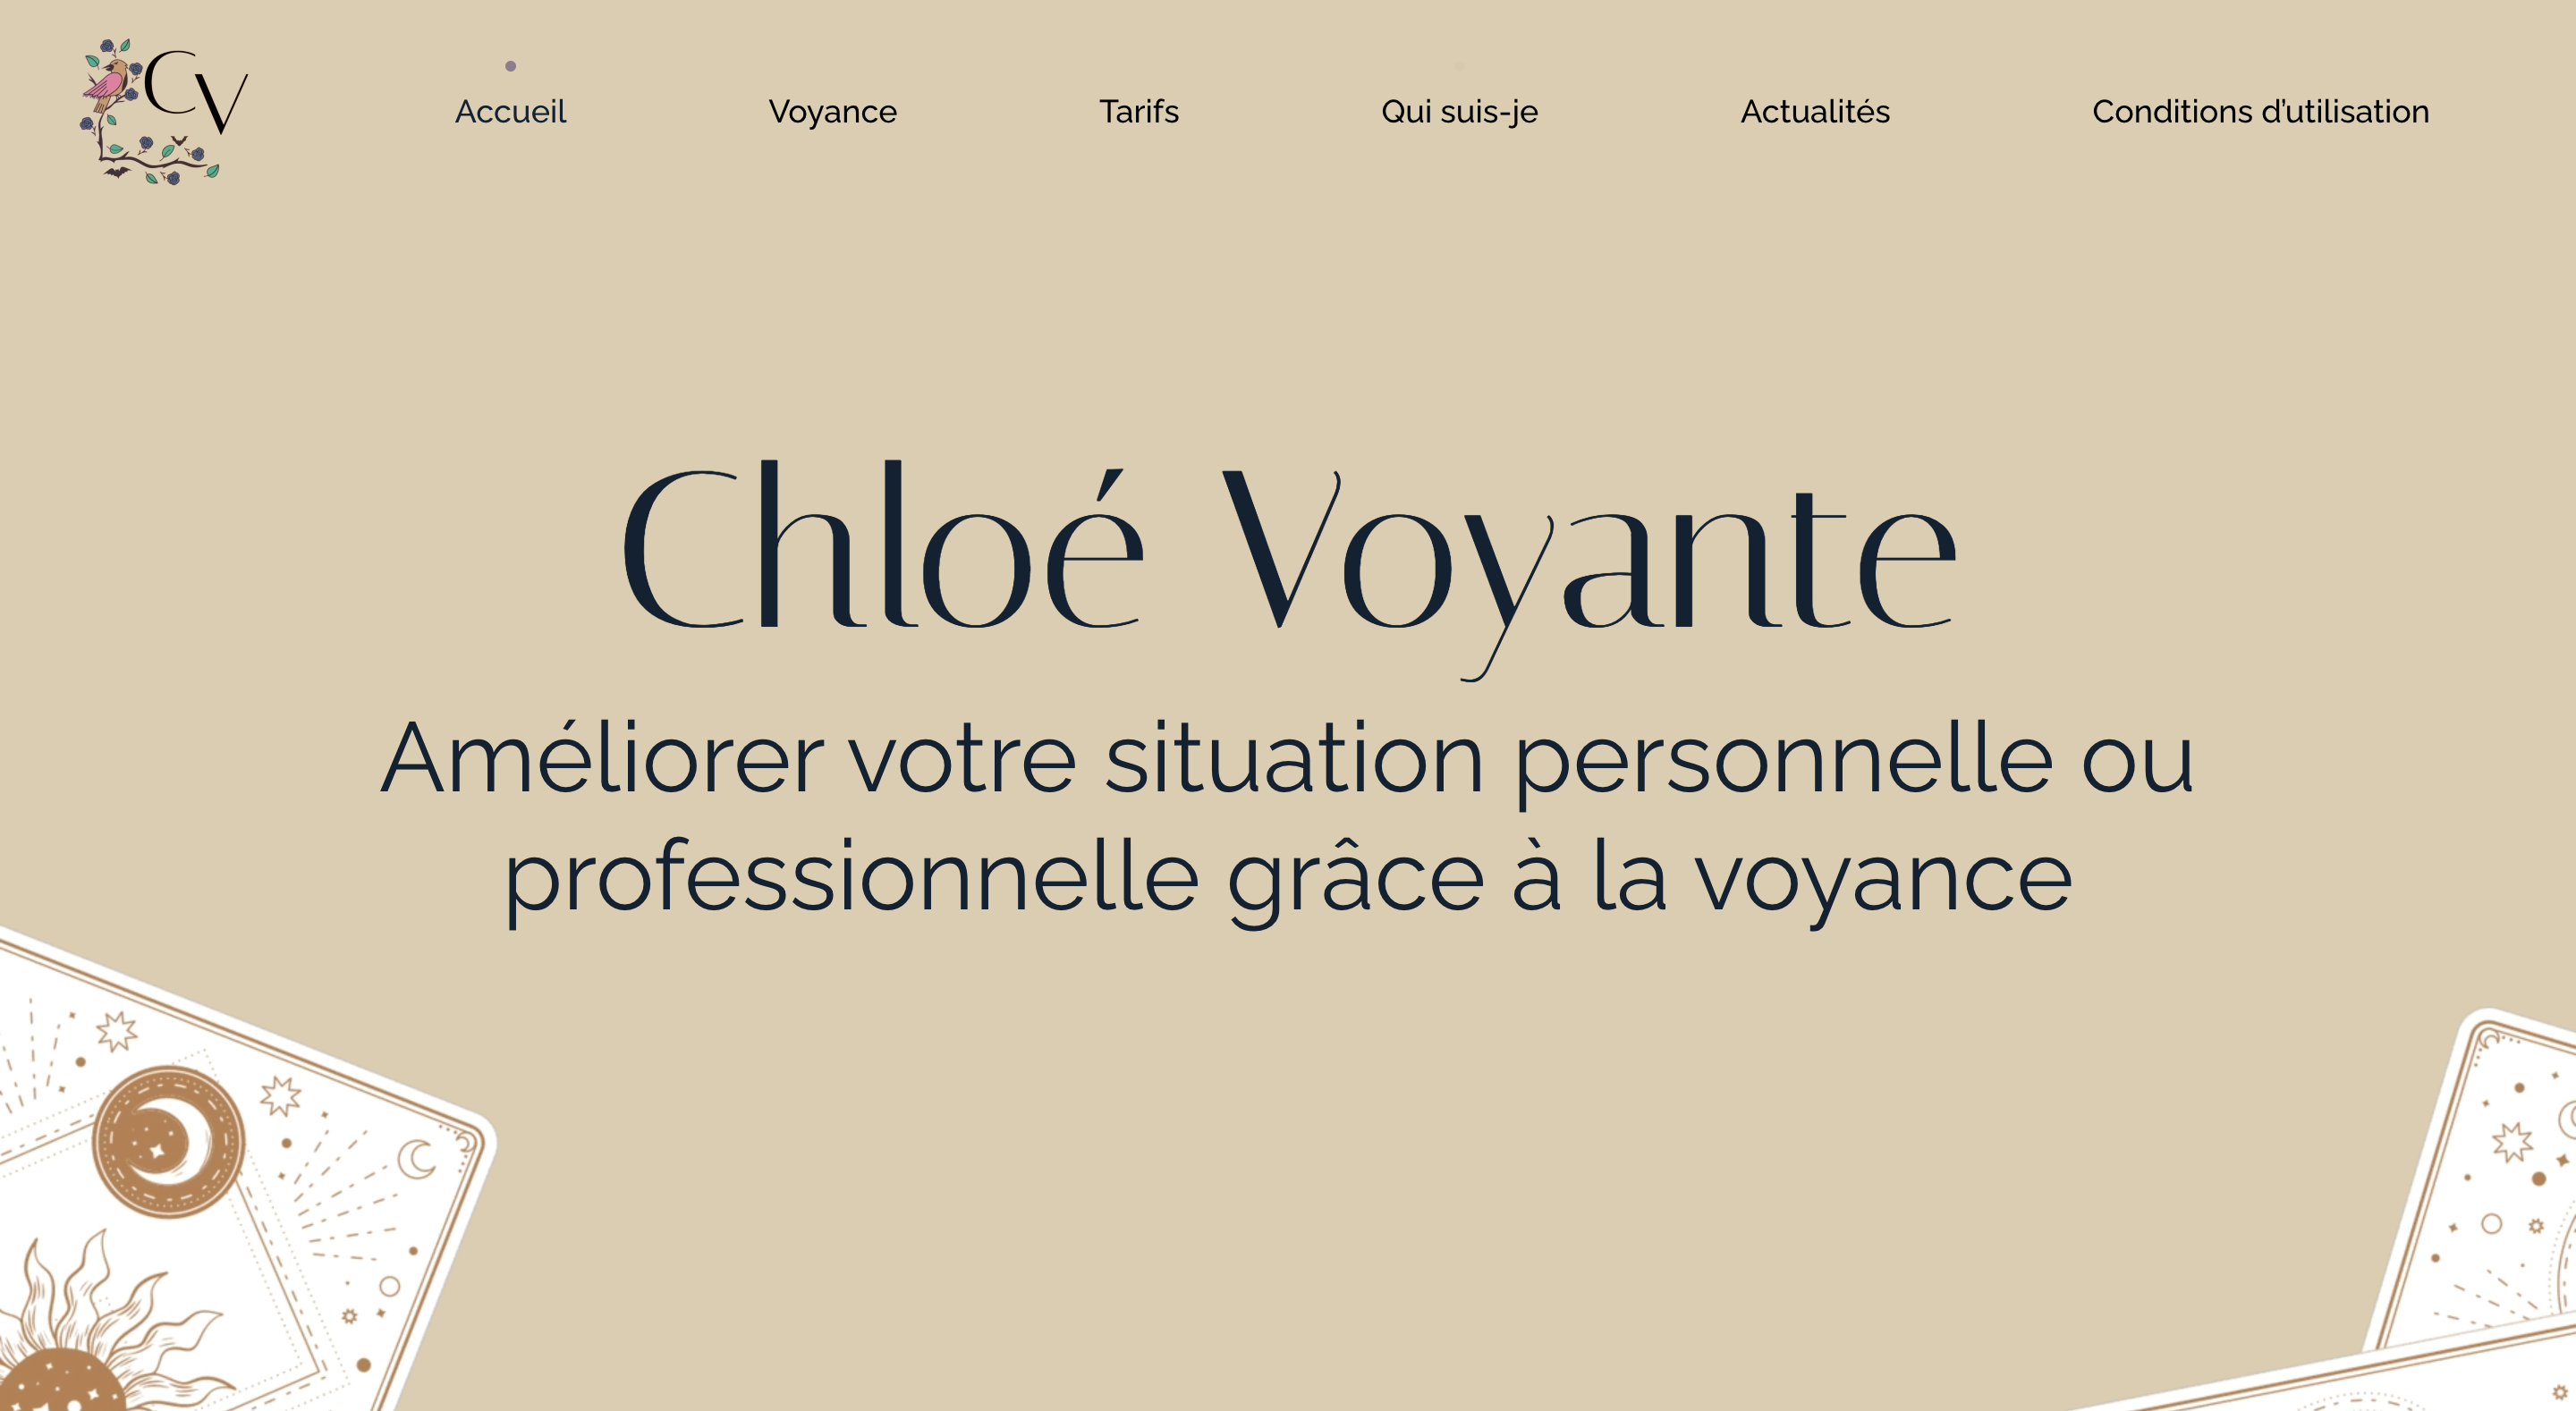 CV
Accueil Voyance Tarifs Qui suis-je Actualités Conditions d’utilisation
Chloé Voyante
Améliorer votre situation personnelle ou
professionnelle grâce à la voyance